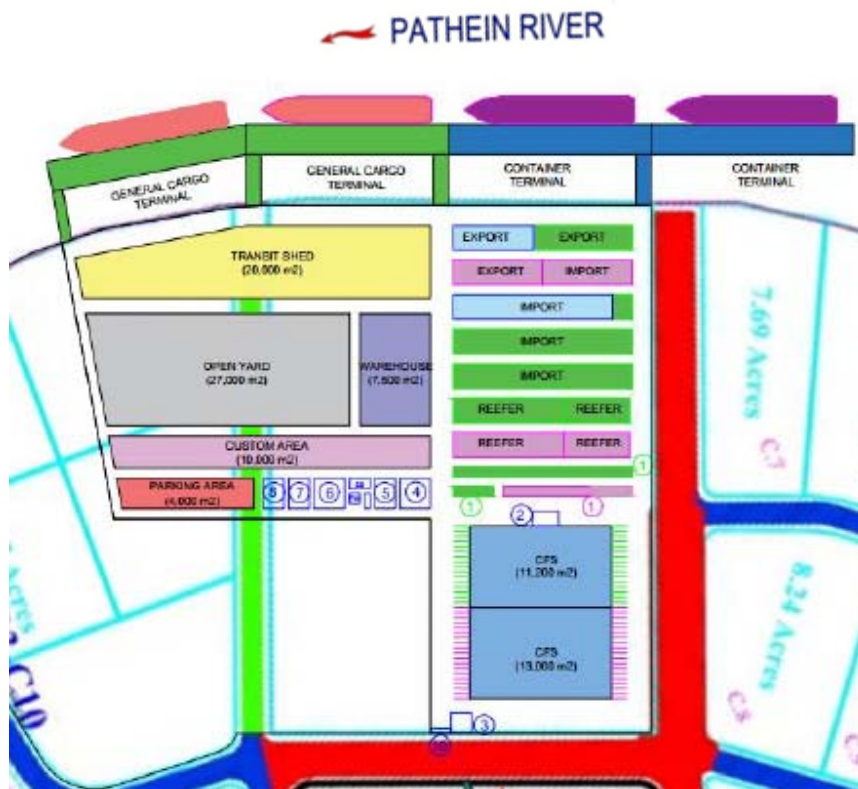 PATHEIN RIVER
GENERAL CARGO
TERMINAL
GENERAL CARGO
TERMINAL
CONTAINER
TERMINAL
CONTAINER
TERMINAL
TRANSIT SHED
(20,000 m2)
EXPORT EXPORT
EXPORT IMPORT
IMPORT
OPEN YARD
(27,000 m2)
WAREHOUSE
(7,500 m2)
IMPORT
IMPORT
REEFER REEFER
CUSTOM AREA
(10,000 m2)
REEFER REEFER
1
PARKING AREA
(4,000 m2)
8 7 6 5 4
1 1
2
CFS
(11,200 m2)
CFS
(13,000 m2)
3
7.69 Acres
C7
8.24 Acres
C8
Acres
C10